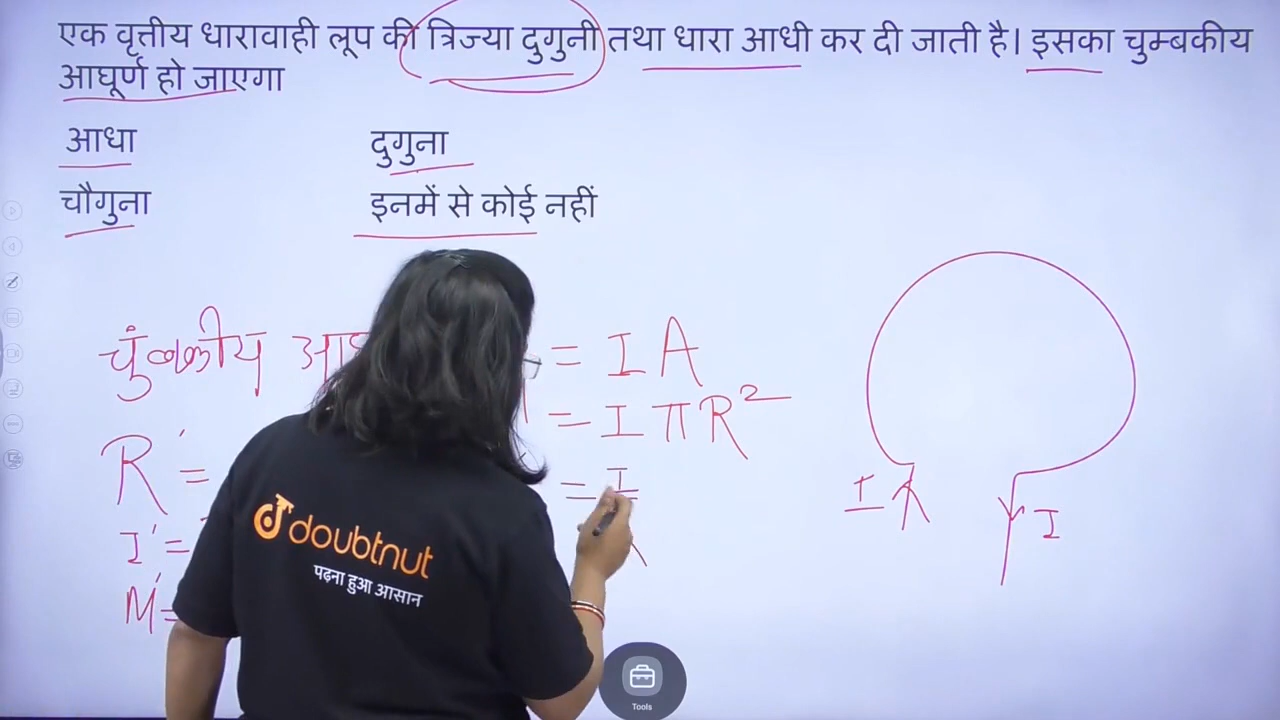 एक वृत्तीय धारावाही लूप की त्रिज्या दुगुनी तथा धारा आधी कर दी जाती है। इसका चुम्बकीय
आघूर्ण हो जाएगा
आधा दुगुना
चौगुना इनमें से कोई नहीं
चुंबकीय = I A
= I π R²
R' = = I
I' =
M' =
I I
doubtnut
पढ़ना हुआ आसान
Tools